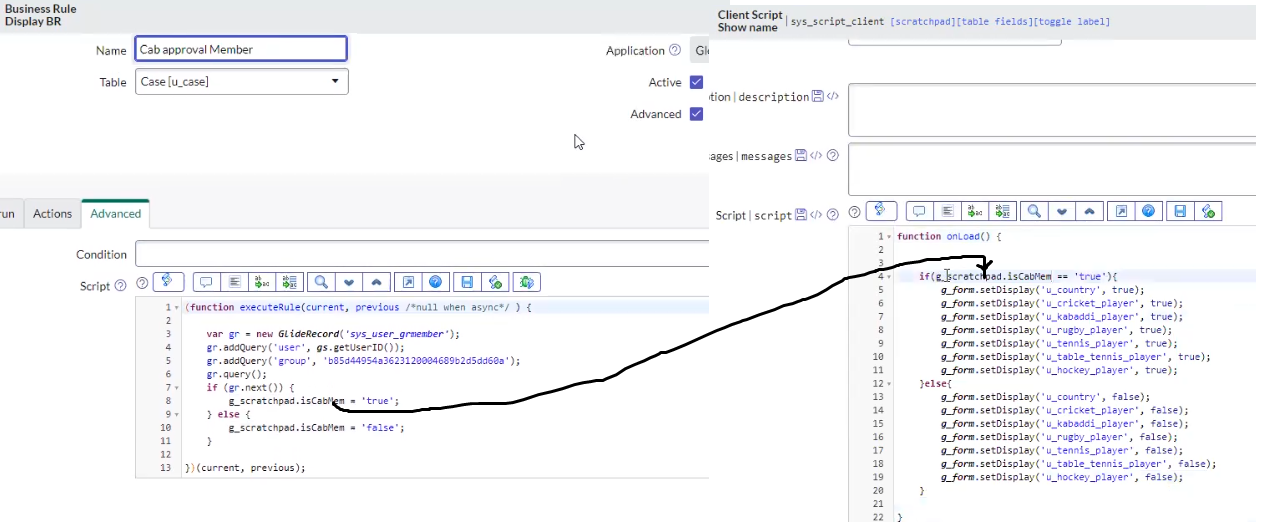 Business Rule
Display BR
Name Cab approval Member
Application Gl
Table Case [u_case]
Active
Advanced
run Actions Advanced
Condition
Script
1 (function executeRule(current, previous /*null when async*/ ) {
2
3 var gr = new GlideRecord('sys_user_grmember');
4 gr.addQuery('user', gs.getUserID());
5 gr.addQuery('group', 'b85d44954a3623120004689b2d5dd60a');
6 gr.query();
7 if (gr.next()) {
8 g_scratchpad.isCabMem = 'true';
9 } else {
10 g_scratchpad.isCabMem = 'false';
11 }
12
13 })(current, previous);
Client Script
Show name | sys_script_client [scratchpad][table fields][toggle label]
tion | description </>
ages | messages </>
Script | script </>
1 function onLoad() {
2
3
4 if(g_scratchpad.isCabMem == 'true'){
5 g_form.setDisplay('u_country', true);
6 g_form.setDisplay('u_cricket_player', true);
7 g_form.setDisplay('u_kabaddi_player', true);
8 g_form.setDisplay('u_rugby_player', true);
9 g_form.setDisplay('u_tennis_player', true);
10 g_form.setDisplay('u_table_tennis_player', true);
11 g_form.setDisplay('u_hockey_player', true);
12 }else{
13 g_form.setDisplay('u_country', false);
14 g_form.setDisplay('u_cricket_player', false);
15 g_form.setDisplay('u_kabaddi_player', false);
16 g_form.setDisplay('u_rugby_player', false);
17 g_form.setDisplay('u_tennis_player', false);
18 g_form.setDisplay('u_table_tennis_player', false);
19 g_form.setDisplay('u_hockey_player', false);
20 }
21
22 }